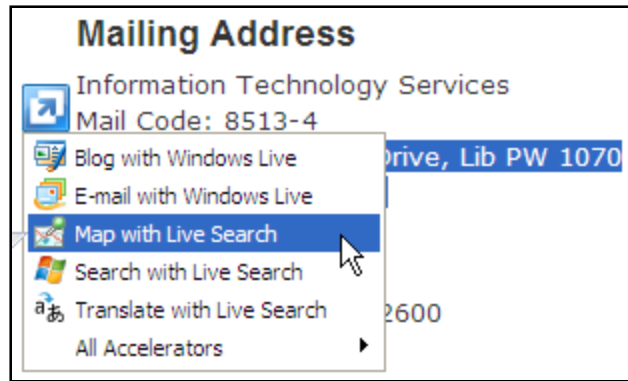 Mailing Address
Information Technology Services
Mail Code: 8513-4
Blog with Windows Live
Drive, Lib PW 1070
E-mail with Windows Live
Map with Live Search
Search with Live Search
Translate with Live Search
2600
All Accelerators